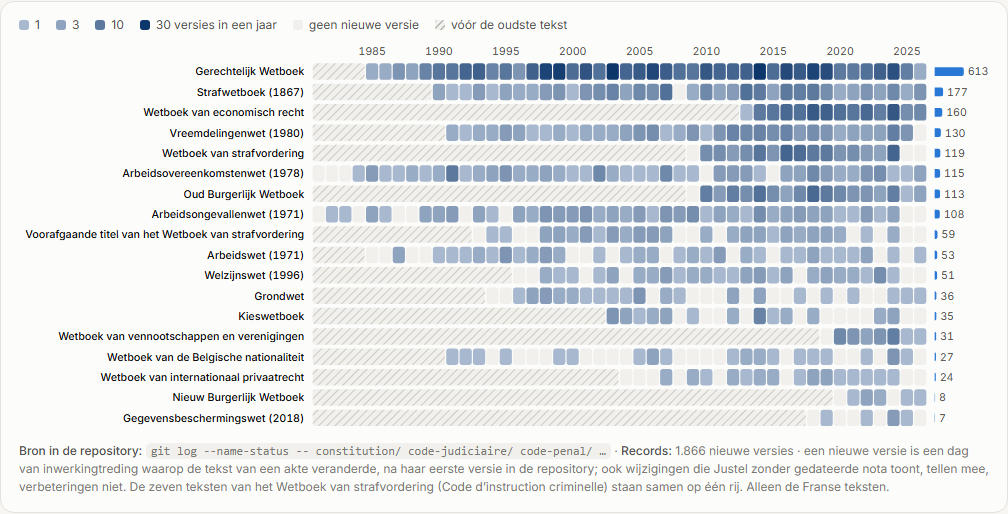 1 3 10 30 versies in een jaar geen nieuwe versie vóór de oudste tekst
1985 1990 1995 2000 2005 2010 2015 2020 2025
Gerechtelijk Wetboek 613
Strafwetboek (1867) 177
Wetboek van economisch recht 160
Vreemdelingenwet (1980) 130
Wetboek van strafvordering 119
Arbeidsovereenkomstenwet (1978) 115
Oud Burgerlijk Wetboek 113
Arbeidsongevallenwet (1971) 108
Voorafgaande titel van het Wetboek van strafvordering 59
Arbeidswet (1971) 53
Welzijnswet (1996) 51
Grondwet 36
Kieswetboek 35
Wetboek van vennootschappen en verenigingen 31
Wetboek van de Belgische nationaliteit 27
Wetboek van internationaal privaatrecht 24
Nieuw Burgerlijk Wetboek 8
Gegevensbeschermingswet (2018) 7
Bron in de repository: git log --name-status -- constitution/ code-judiciaire/ code-penal/ … · Records: 1.866 nieuwe versies · een nieuwe versie is een dag
van inwerkingtreding waarop de tekst van een akte veranderde, na haar eerste versie in de repository; ook wijzigingen die Justel zonder gedateerde nota toont, tellen mee,
verbeteringen niet. De zeven teksten van het Wetboek van strafvordering (Code d’instruction criminelle) staan samen op één rij. Alleen de Franse teksten.